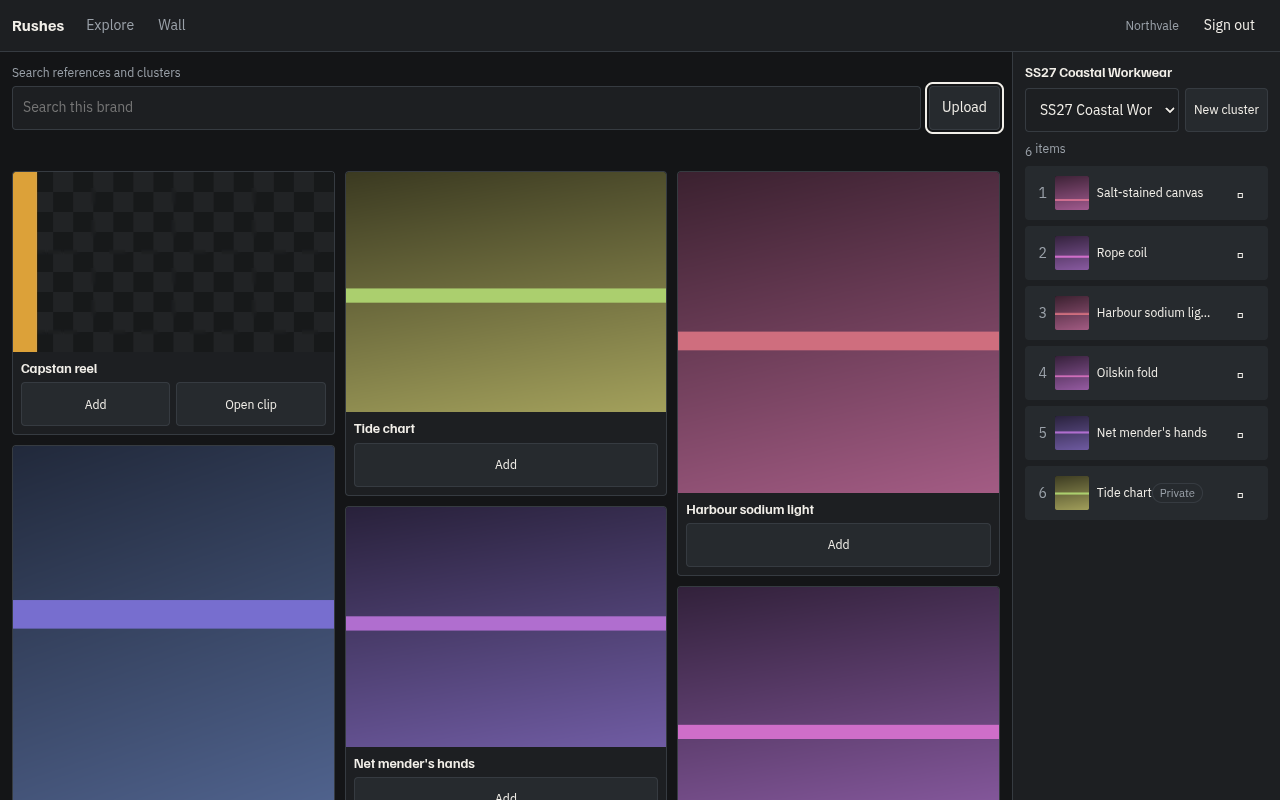 Rushes Explore Wall Northvale Sign out
Search references and clusters
Search this brand
Upload
Capstan reel
Add Open clip
Tide chart
Add
Harbour sodium light
Add
Net mender's hands
Add
SS27 Coastal Workwear
SS27 Coastal Wor New cluster
6 items
1 Salt-stained canvas
2 Rope coil
3 Harbour sodium lig...
4 Oilskin fold
5 Net mender's hands
6 Tide chart Private